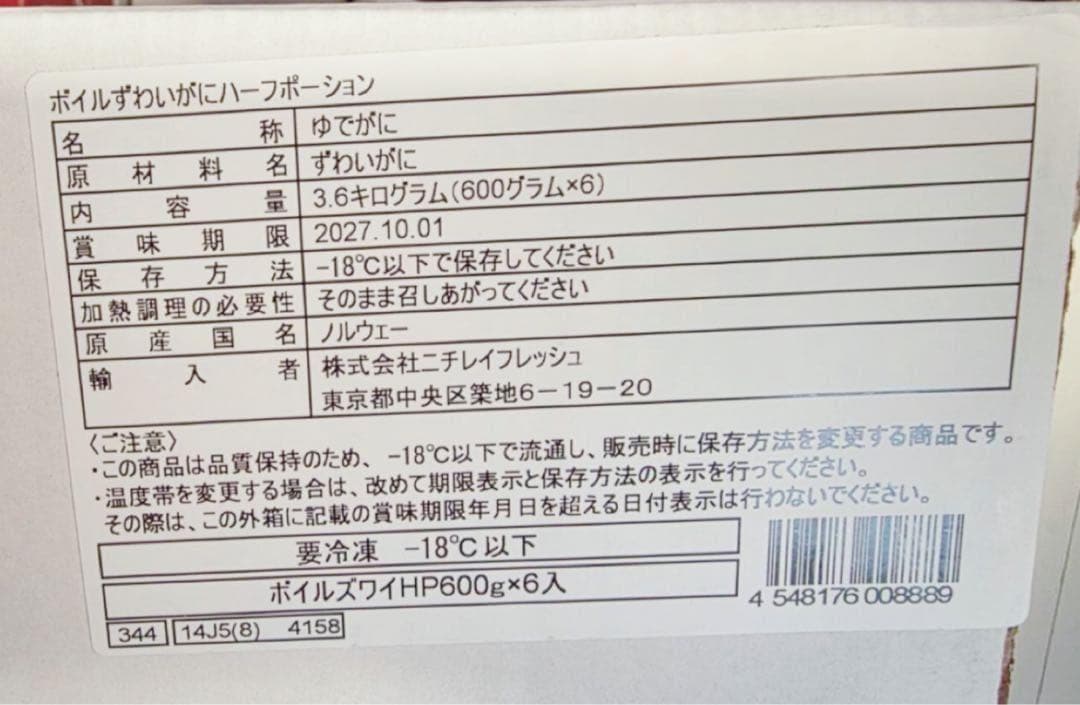 ボイルずわいがにハーフポーション
名称 ゆでがに
原材料名 ずわいがに
内容量 3.6キログラム(600グラム×6)
賞味期限 2027.10.01
保存方法 -18℃以下で保存してください
加熱調理の必要性 そのまま召しあがってください
原産国名 ノルウェー
輸入者 株式会社ニチレイフレッシュ
東京都中央区築地6-19-20
〈ご注意〉
・この商品は品質保持のため、-18℃以下で流通し、販売時に保存方法を変更する商品です。
・温度帯を変更する場合は、改めて期限表示と保存方法の表示を行ってください。
その際は、この外箱に記載の賞味期限年月日を超える日付表示は行わないでください。
要冷凍 -18℃以下
ボイルズワイHP600g×6入
4 548176 008889
344 14J5(8) 4158